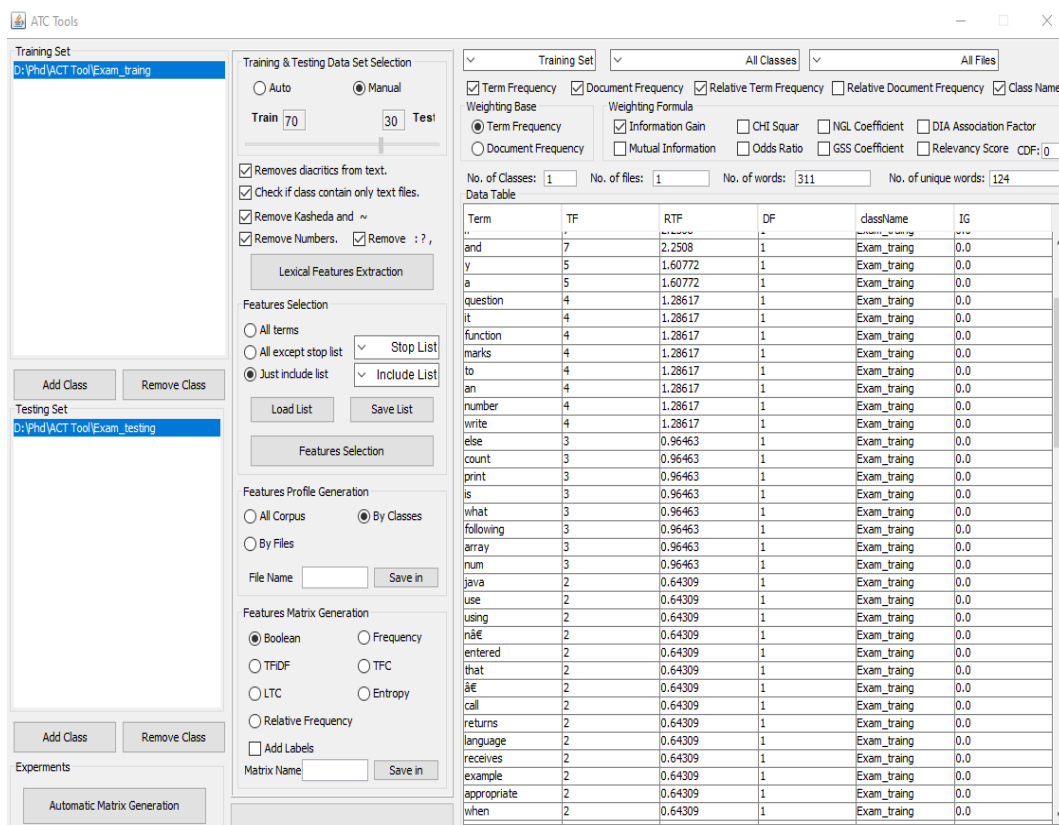 ATC Tools
Training Set
D:\Phd\ACT Tool\Exam_traing
Add Class Remove Class
Testing Set
D:\Phd\ACT Tool\Exam_testing
Add Class Remove Class
Experments
Automatic Matrix Generation
Training & Testing Data Set Selection
Auto Manual
Train 70 30 Test
Removes diacritics from text.
Check if class contain only text files.
Remove Kasheda and ~
Remove Numbers. Remove :?,
Lexical Features Extraction
Features Selection
All terms
All except stop list Stop List
Just include list Include List
Load List Save List
Features Selection
Features Profile Generation
All Corpus By Classes
By Files
File Name Save in
Features Matrix Generation
Boolean Frequency
TFiDF TFC
LTC Entropy
Relative Frequency
Add Labels
Matrix Name Save in
Training Set All Classes All Files
Term Frequency Document Frequency Relative Term Frequency Relative Document Frequency Class Name
Weighting Base Weighting Formula
Term Frequency Information Gain CHI Squar NGL Coefficient DIA Association Factor
Document Frequency Mutual Information Odds Ratio GSS Coefficient Relevancy Score CDF: 0
No. of Classes: 1 No. of files: 1 No. of words: 311 No. of unique words: 124
Data Table
Term TF RTF DF className IG
and 7 2.2508 1 Exam_traing 0.0
y 5 1.60772 1 Exam_traing 0.0
a 5 1.60772 1 Exam_traing 0.0
question 4 1.28617 1 Exam_traing 0.0
it 4 1.28617 1 Exam_traing 0.0
function 4 1.28617 1 Exam_traing 0.0
marks 4 1.28617 1 Exam_traing 0.0
to 4 1.28617 1 Exam_traing 0.0
an 4 1.28617 1 Exam_traing 0.0
number 4 1.28617 1 Exam_traing 0.0
write 4 1.28617 1 Exam_traing 0.0
else 3 0.96463 1 Exam_traing 0.0
count 3 0.96463 1 Exam_traing 0.0
print 3 0.96463 1 Exam_traing 0.0
is 3 0.96463 1 Exam_traing 0.0
what 3 0.96463 1 Exam_traing 0.0
following 3 0.96463 1 Exam_traing 0.0
array 3 0.96463 1 Exam_traing 0.0
num 3 0.96463 1 Exam_traing 0.0
java 2 0.64309 1 Exam_traing 0.0
use 2 0.64309 1 Exam_traing 0.0
using 2 0.64309 1 Exam_traing 0.0
nâ€ 2 0.64309 1 Exam_traing 0.0
entered 2 0.64309 1 Exam_traing 0.0
that 2 0.64309 1 Exam_traing 0.0
â€ 2 0.64309 1 Exam_traing 0.0
call 2 0.64309 1 Exam_traing 0.0
returns 2 0.64309 1 Exam_traing 0.0
language 2 0.64309 1 Exam_traing 0.0
receives 2 0.64309 1 Exam_traing 0.0
example 2 0.64309 1 Exam_traing 0.0
appropriate 2 0.64309 1 Exam_traing 0.0
when 2 0.64309 1 Exam_traing 0.0